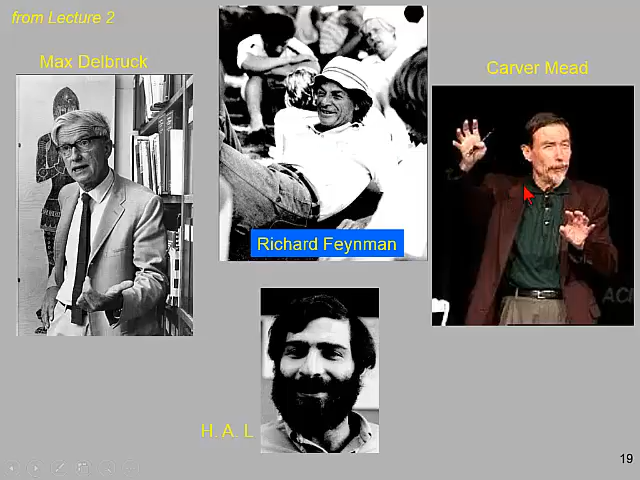 from Lecture 2
Max Delbruck
Carver Mead
Richard Feynman
H. A. L
19